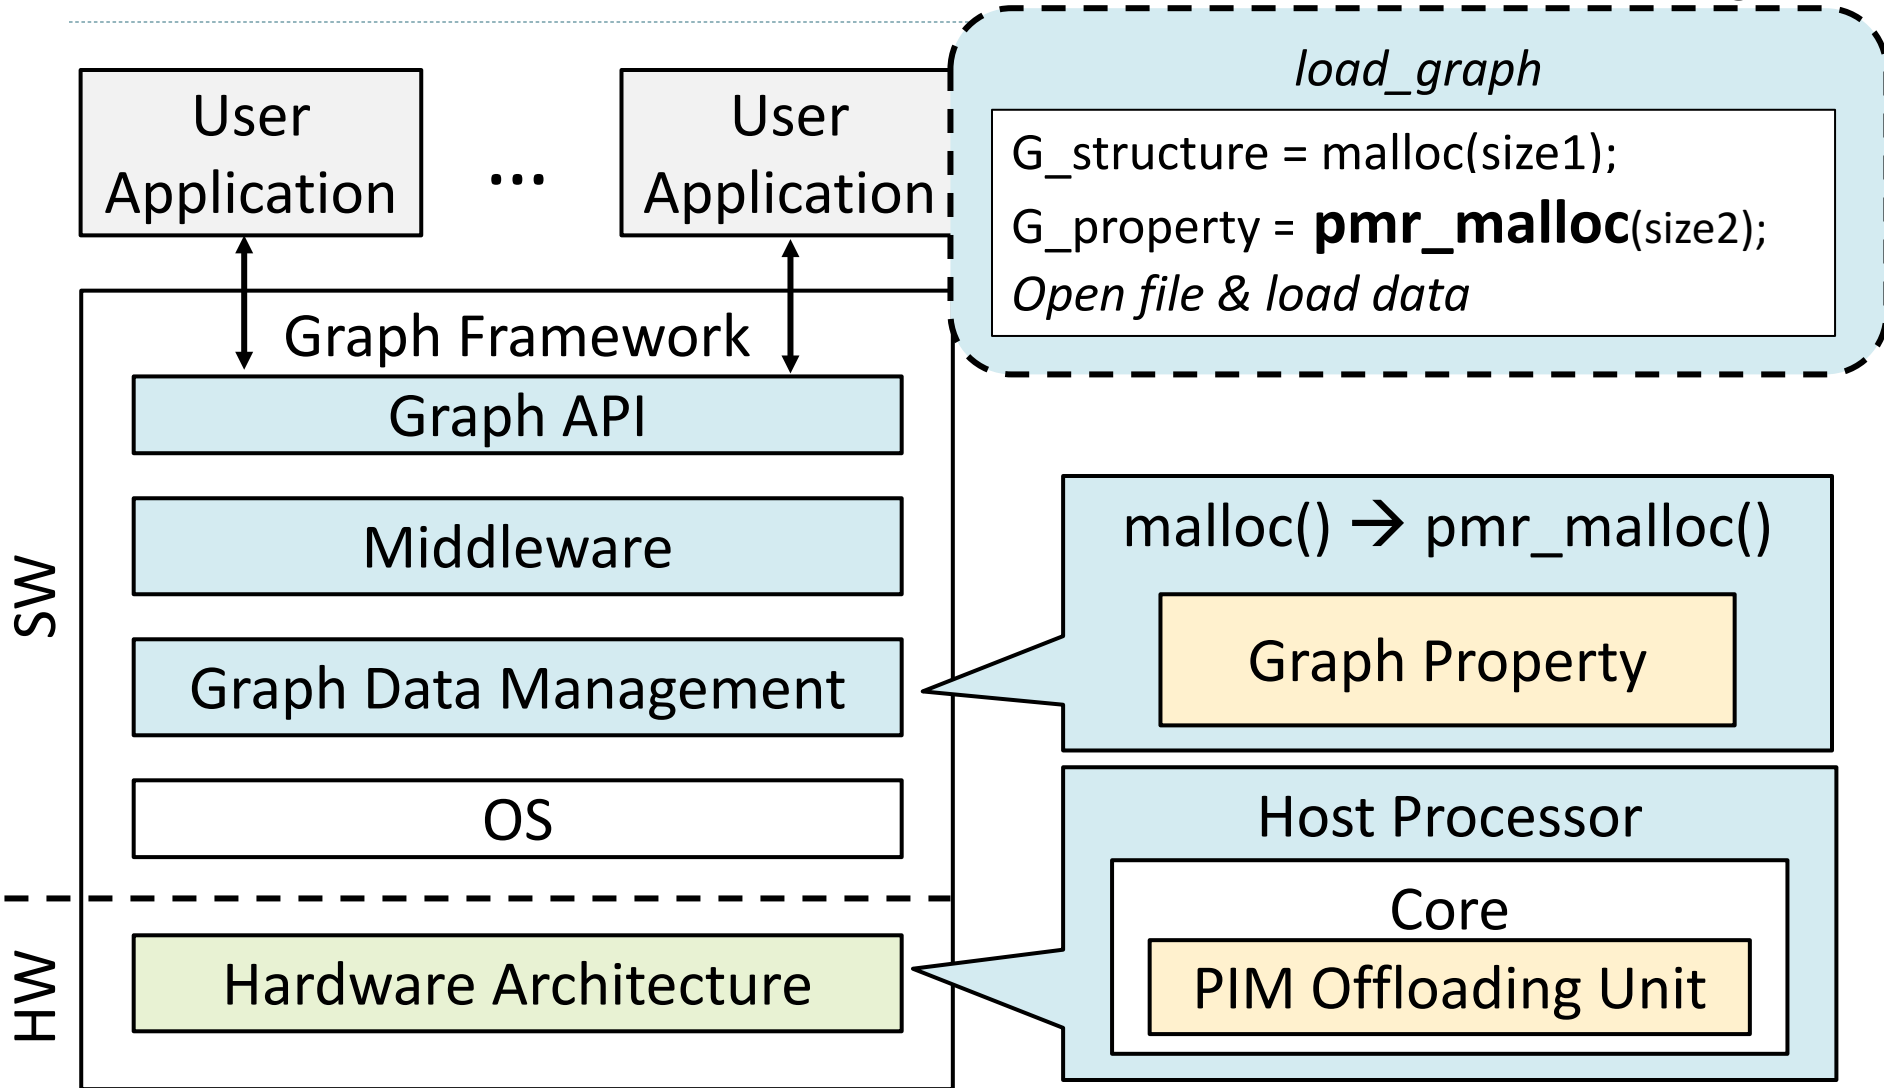 User
Application
...
User
Application
load_graph
G_structure = malloc(size1);
G_property = pmr_malloc(size2);
Open file & load data
Graph Framework
Graph API
Middleware
Graph Data Management
OS
Hardware Architecture
SW
HW
malloc() → pmr_malloc()
Graph Property
Host Processor
Core
PIM Offloading Unit